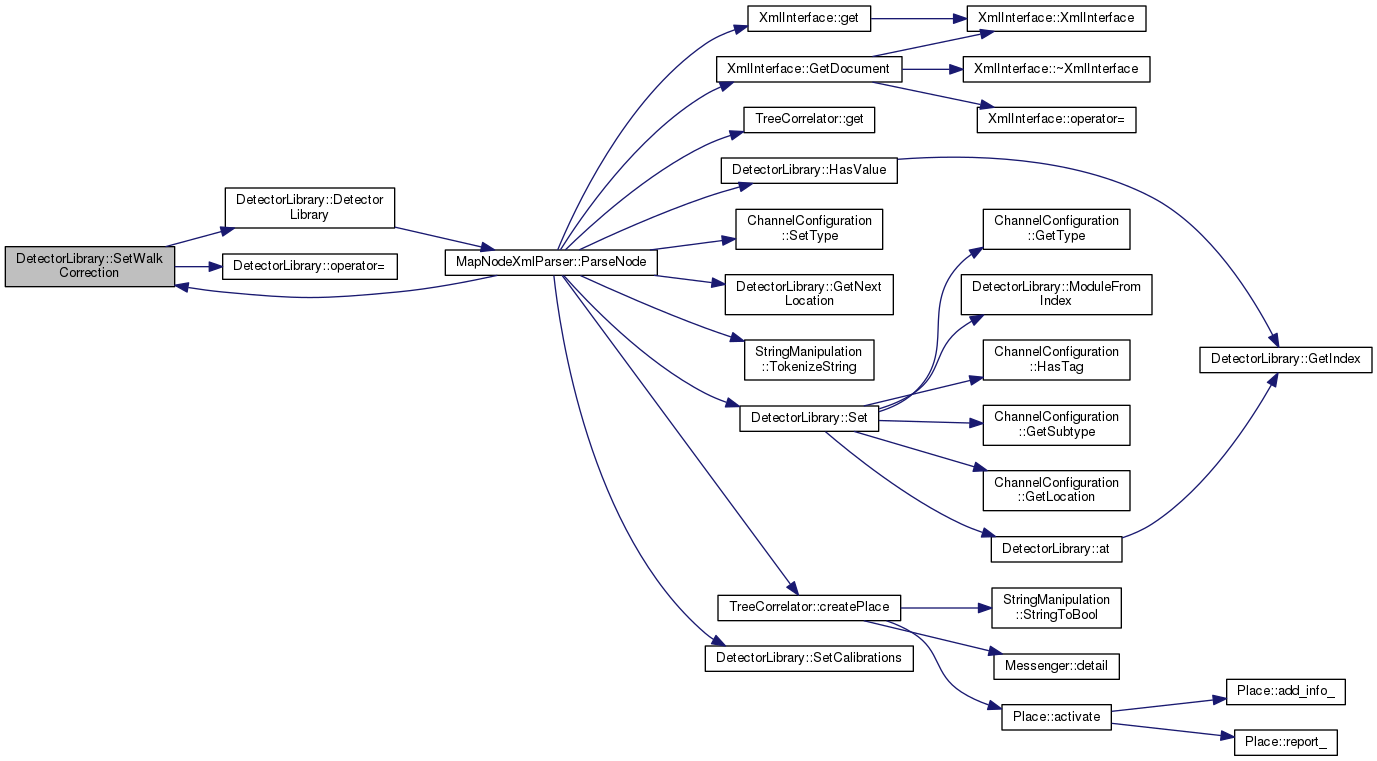 XmlInterface::get
XmlInterface::XmlInterface
XmlInterface::GetDocument
XmlInterface::~XmlInterface
TreeCorrelator::get
XmlInterface::operator=
DetectorLibrary::HasValue
DetectorLibrary::Detector
Library
ChannelConfiguration
::SetType
ChannelConfiguration
::GetType
DetectorLibrary::SetWalk
Correction
DetectorLibrary::operator=
MapNodeXmlParser::ParseNode
DetectorLibrary::GetNext
Location
DetectorLibrary::ModuleFrom
Index
StringManipulation
::TokenizeString
ChannelConfiguration
::HasTag
DetectorLibrary::GetIndex
DetectorLibrary::Set
ChannelConfiguration
::GetSubtype
ChannelConfiguration
::GetLocation
DetectorLibrary::at
TreeCorrelator::createPlace
StringManipulation
::StringToBool
DetectorLibrary::SetCalibrations
Messenger::detail
Place::activate
Place::add_info_
Place::report_